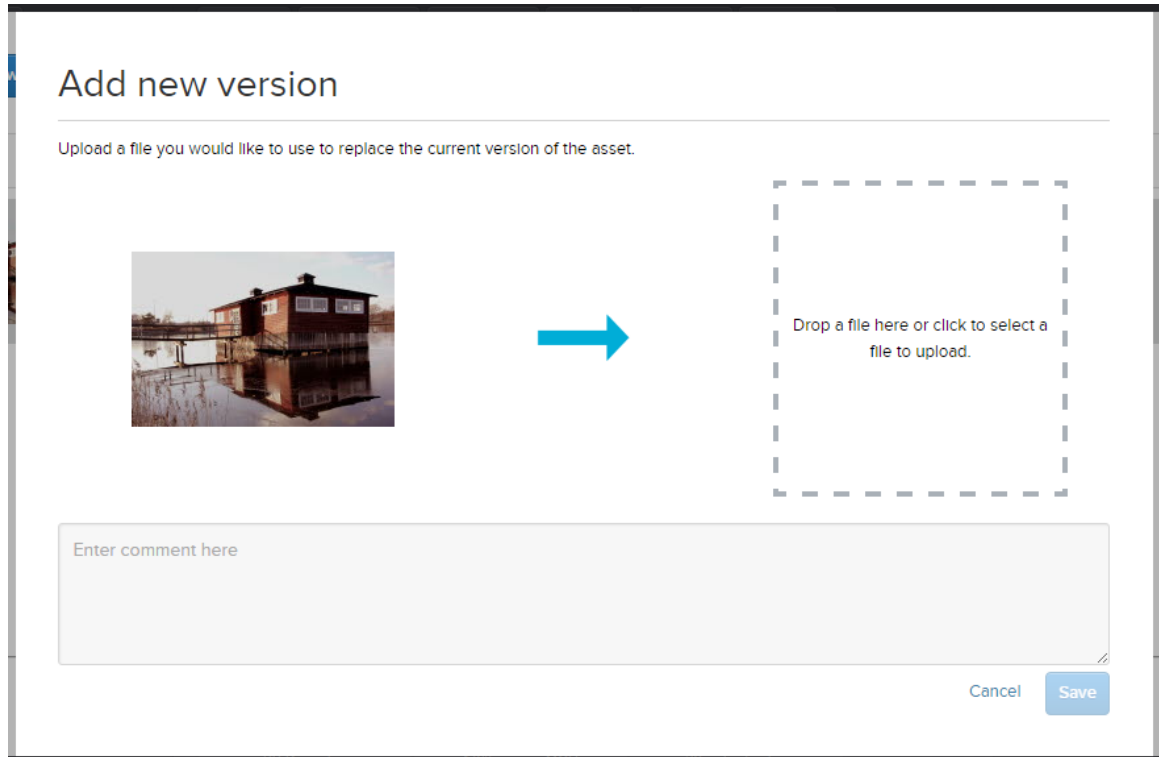 Add new version
Upload a file you would like to use to replace the current version of the asset.
Drop a file here or click to select a
file to upload.
Enter comment here
Cancel
Save